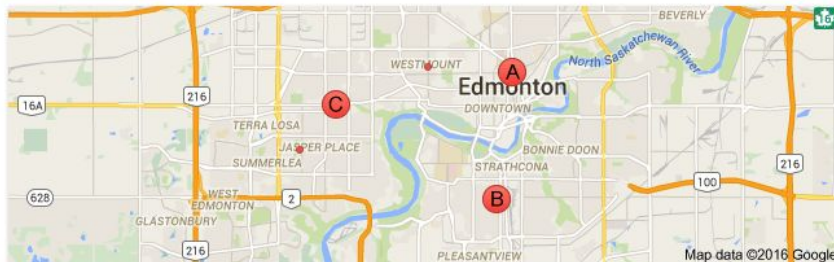 BEVERLY
16
North Saskatchewan River
216
WESTMOUNT
A
Edmonton
16A
C
DOWNTOWN
TERRA LOSA
JASPER PLACE
BONNIE DOON
SUMMERLEA
STRATHCONA
216
100
628
WEST
EDMONTON
2
B
GLASTONBURY
216
PLEASANTVIEW
Map data ©2016 Google